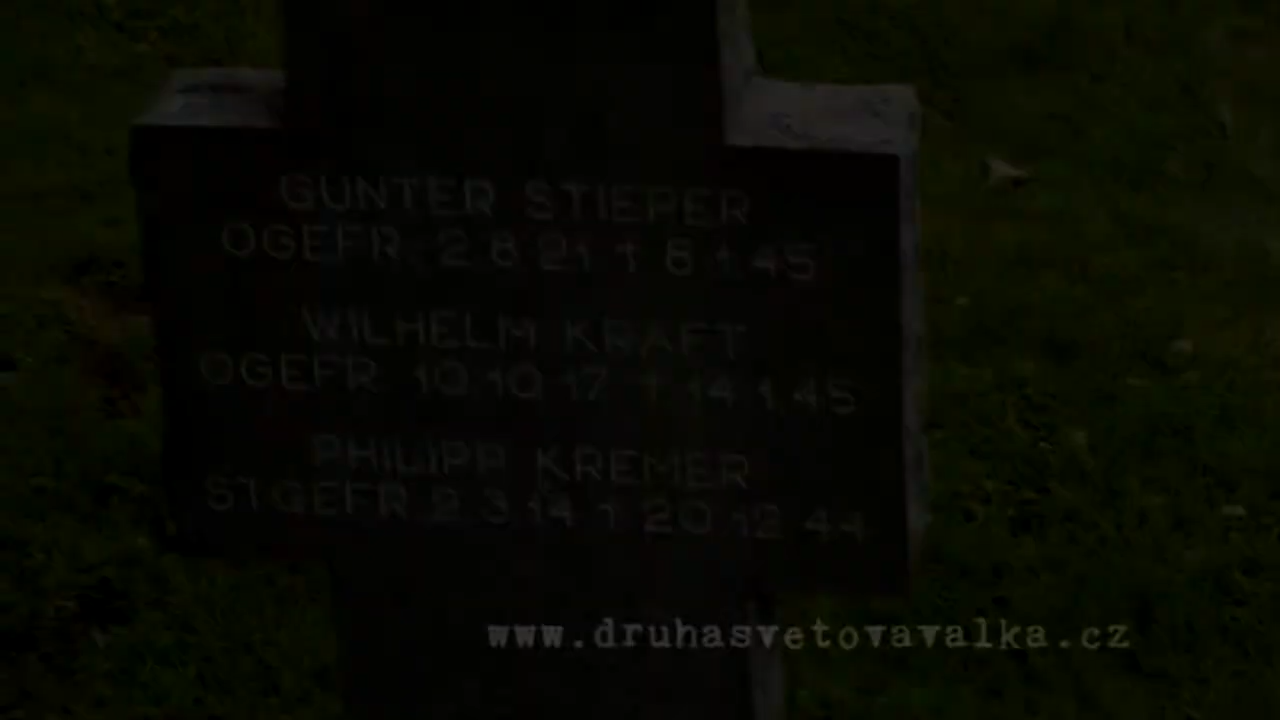 GUNTER STIEPER
OGEFR 2 8 21 † 6 1 45
WILHELM KRAFT
OGEFR 10 10 17 † 14 1 45
PHILIPP KREMER
STGEFR 2 3 14 † 20 12 44
www.druhasvetovavalka.cz